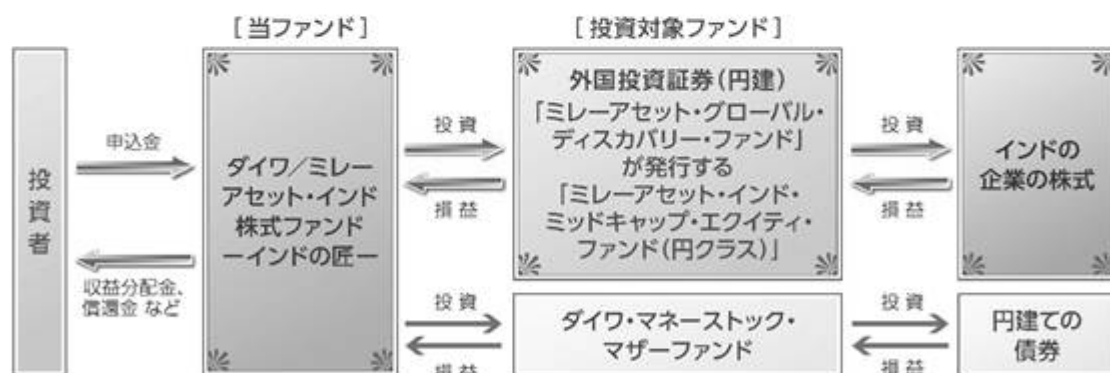 [当ファンド]
[投資対象ファンド]
投資者
申込金
収益分配金、
償還金 など
ダイワ/ミレー
アセット・インド
株式ファンド
ーインドの匠ー
投資
損益
外国投資証券(円建)
「ミレーアセット・グローバル・
ディスカバリー・ファンド」
が発行する
「ミレーアセット・インド・
ミッドキャップ・エクイティ・
ファンド(円クラス)」
投資
損益
インドの
企業の株式
投資
損益
ダイワ・マネーストック・
マザーファンド
投資
損益
円建ての
債券